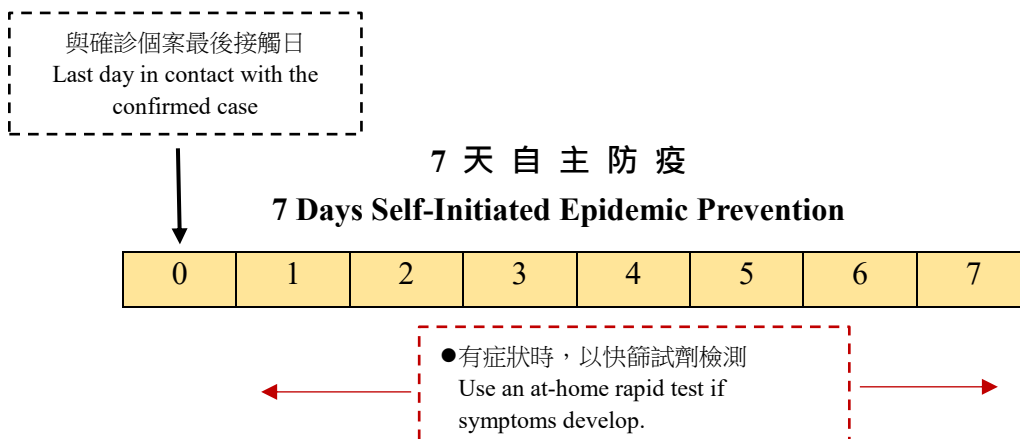 與確診個案最後接觸日
Last day in contact with the
confirmed case
7 天 自 主 防 疫
7 Days Self-Initiated Epidemic Prevention
0 1 2 3 4 5 6 7
●有症狀時，以快篩試劑檢測
Use an at-home rapid test if
symptoms develop.